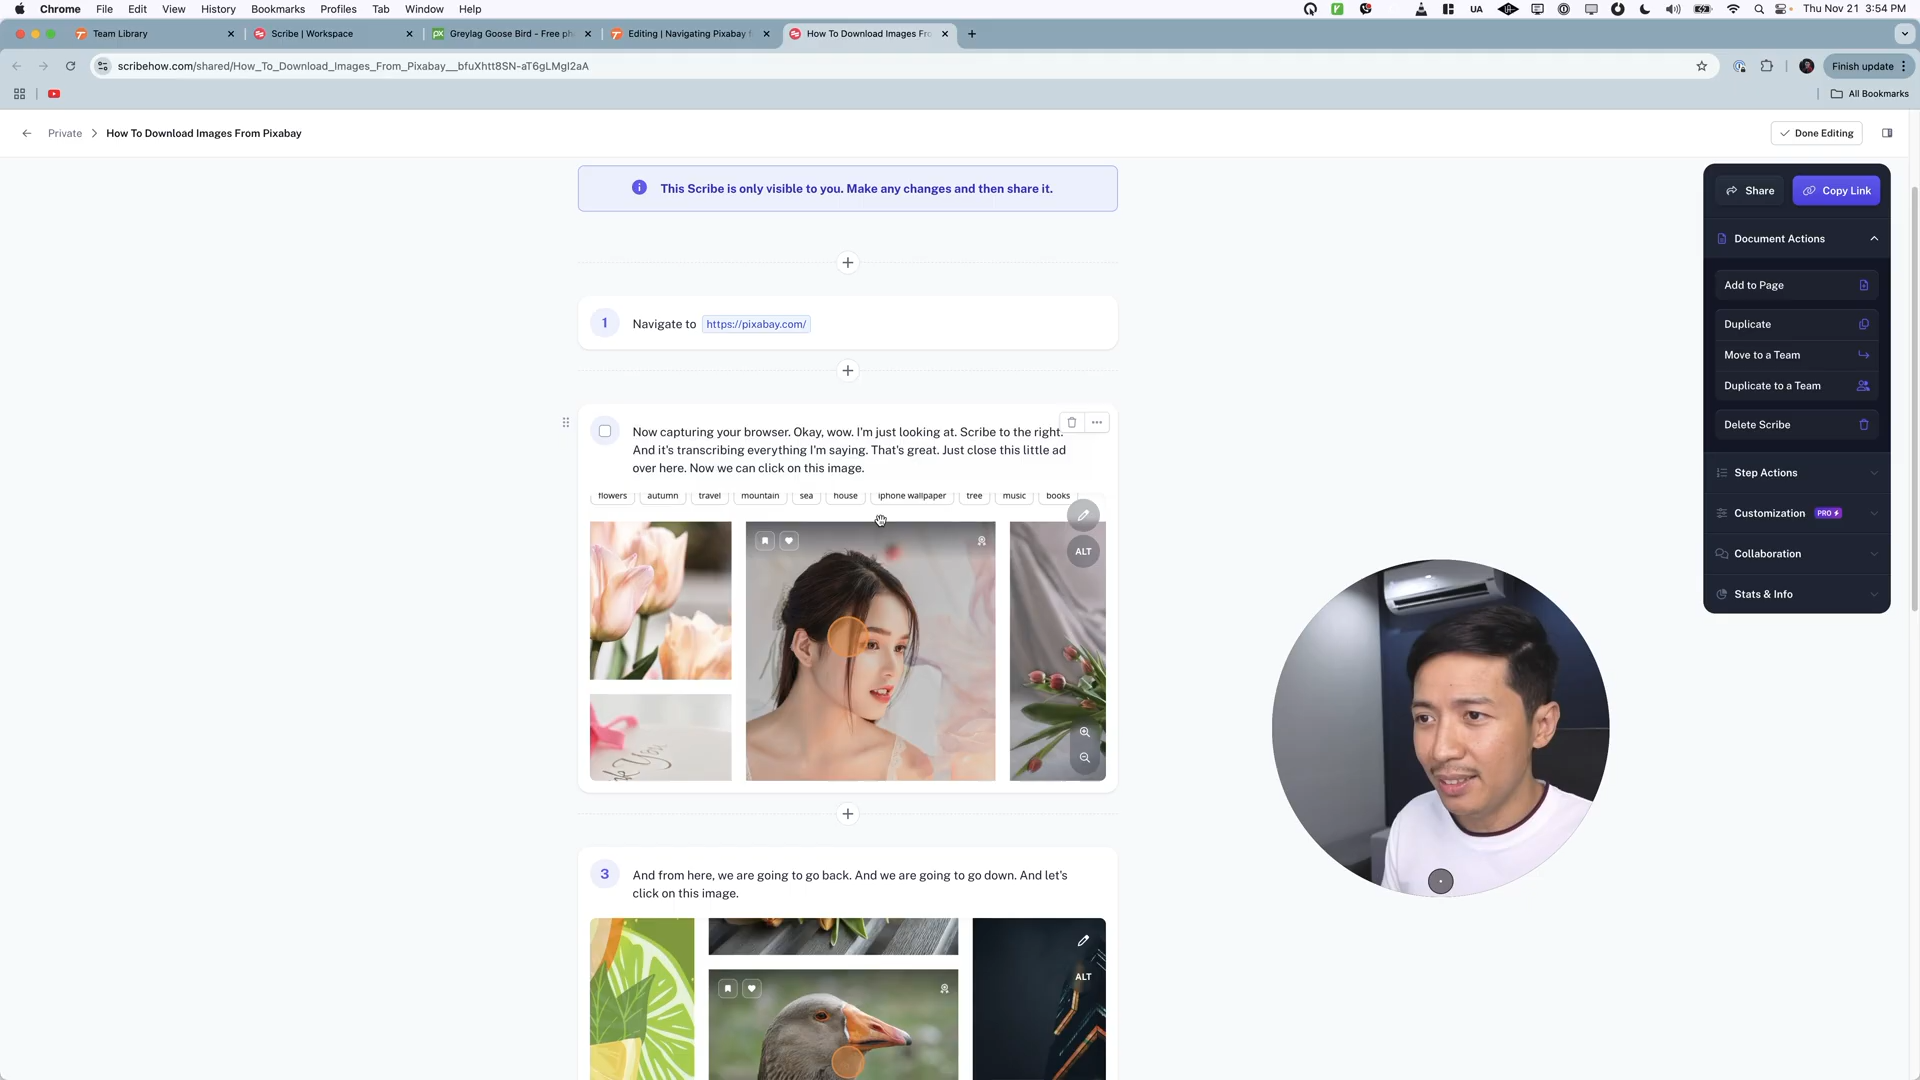 Chrome File Edit View History Bookmarks Profiles Tab Window Help UA Thu Nov 21 3:54 PM
Team Library Scribe | Workspace Greylag Goose Bird - Free ph Editing | Navigating Pixabay f How To Download Images Fro
scribehow.com/shared/How_To_Download_Images_From_Pixabay__bfuXhtt8SN-aT6gLMgI2aA Finish update
All Bookmarks
Private > How To Download Images From Pixabay Done Editing
This Scribe is only visible to you. Make any changes and then share it.
Share Copy Link
Document Actions
Add to Page
Duplicate
Move to a Team
Duplicate to a Team
Delete Scribe
Step Actions
Customization PRO
Collaboration
Stats & Info
1 Navigate to https://pixabay.com/
Now capturing your browser. Okay, wow. I'm just looking at. Scribe to the right.
And it's transcribing everything I'm saying. That's great. Just close this little ad
over here. Now we can click on this image.
flowers autumn travel mountain sea house iphone wallpaper tree music books
ALT
3 And from here, we are going to go back. And we are going to go down. And let's
click on this image.
ALT